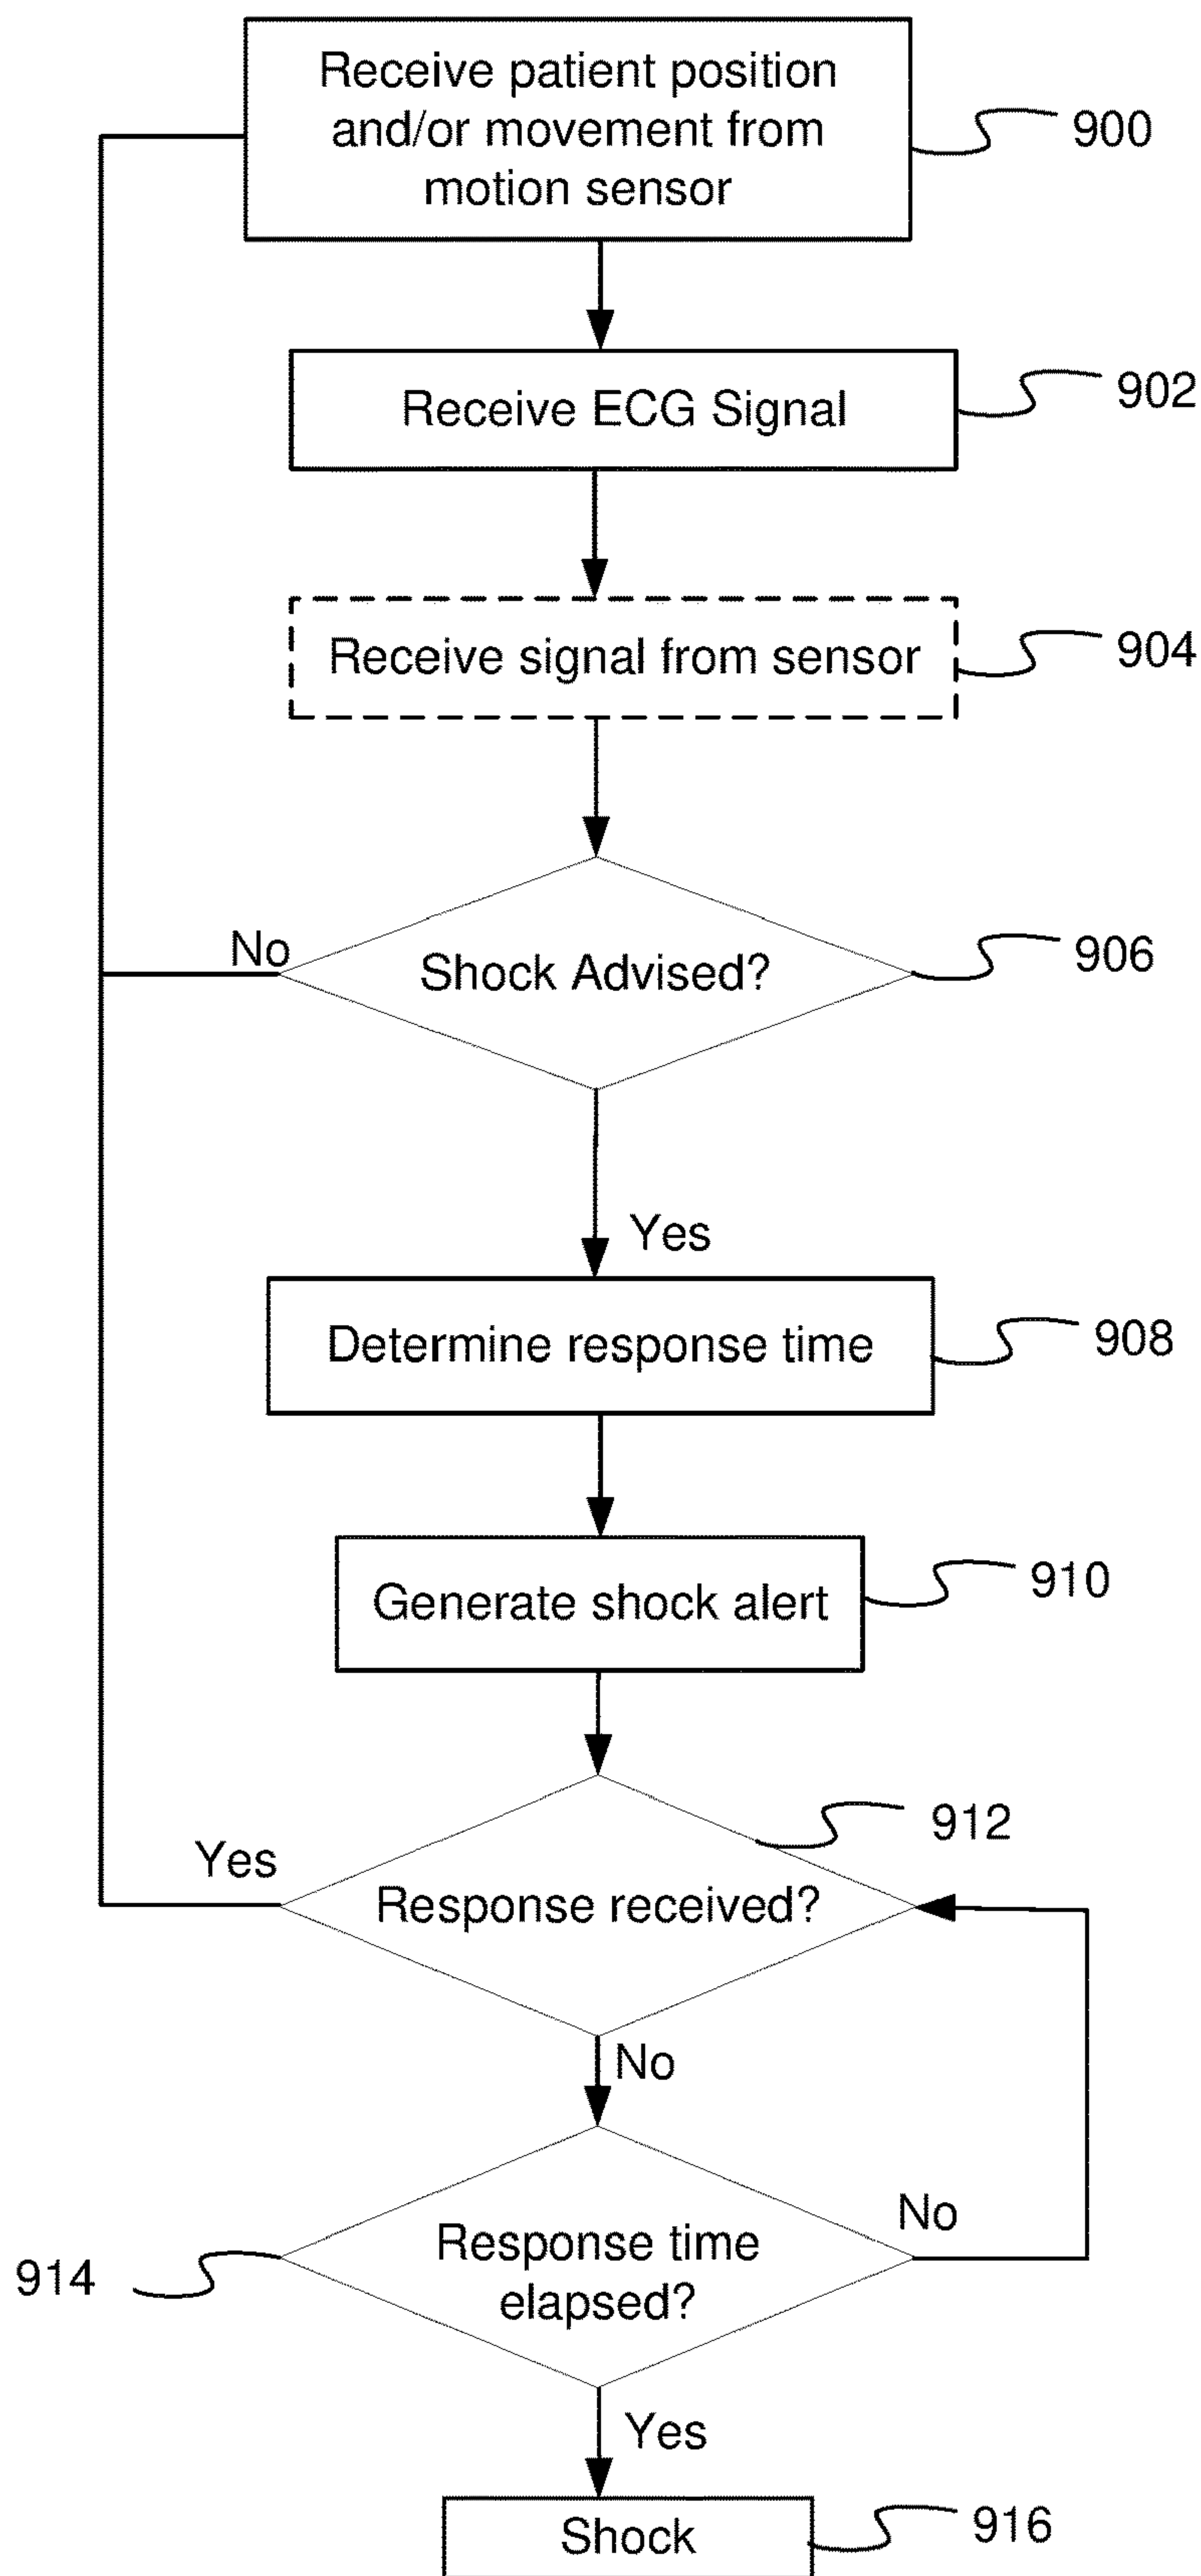 Receive patient position
and/or movement from
motion sensor
900
Receive ECG Signal
902
Receive signal from sensor
904
No
Shock Advised?
906
Yes
Determine response time
908
Generate shock alert
910
912
Yes
Response received?
No
No
Response time
elapsed?
914
Yes
Shock
916